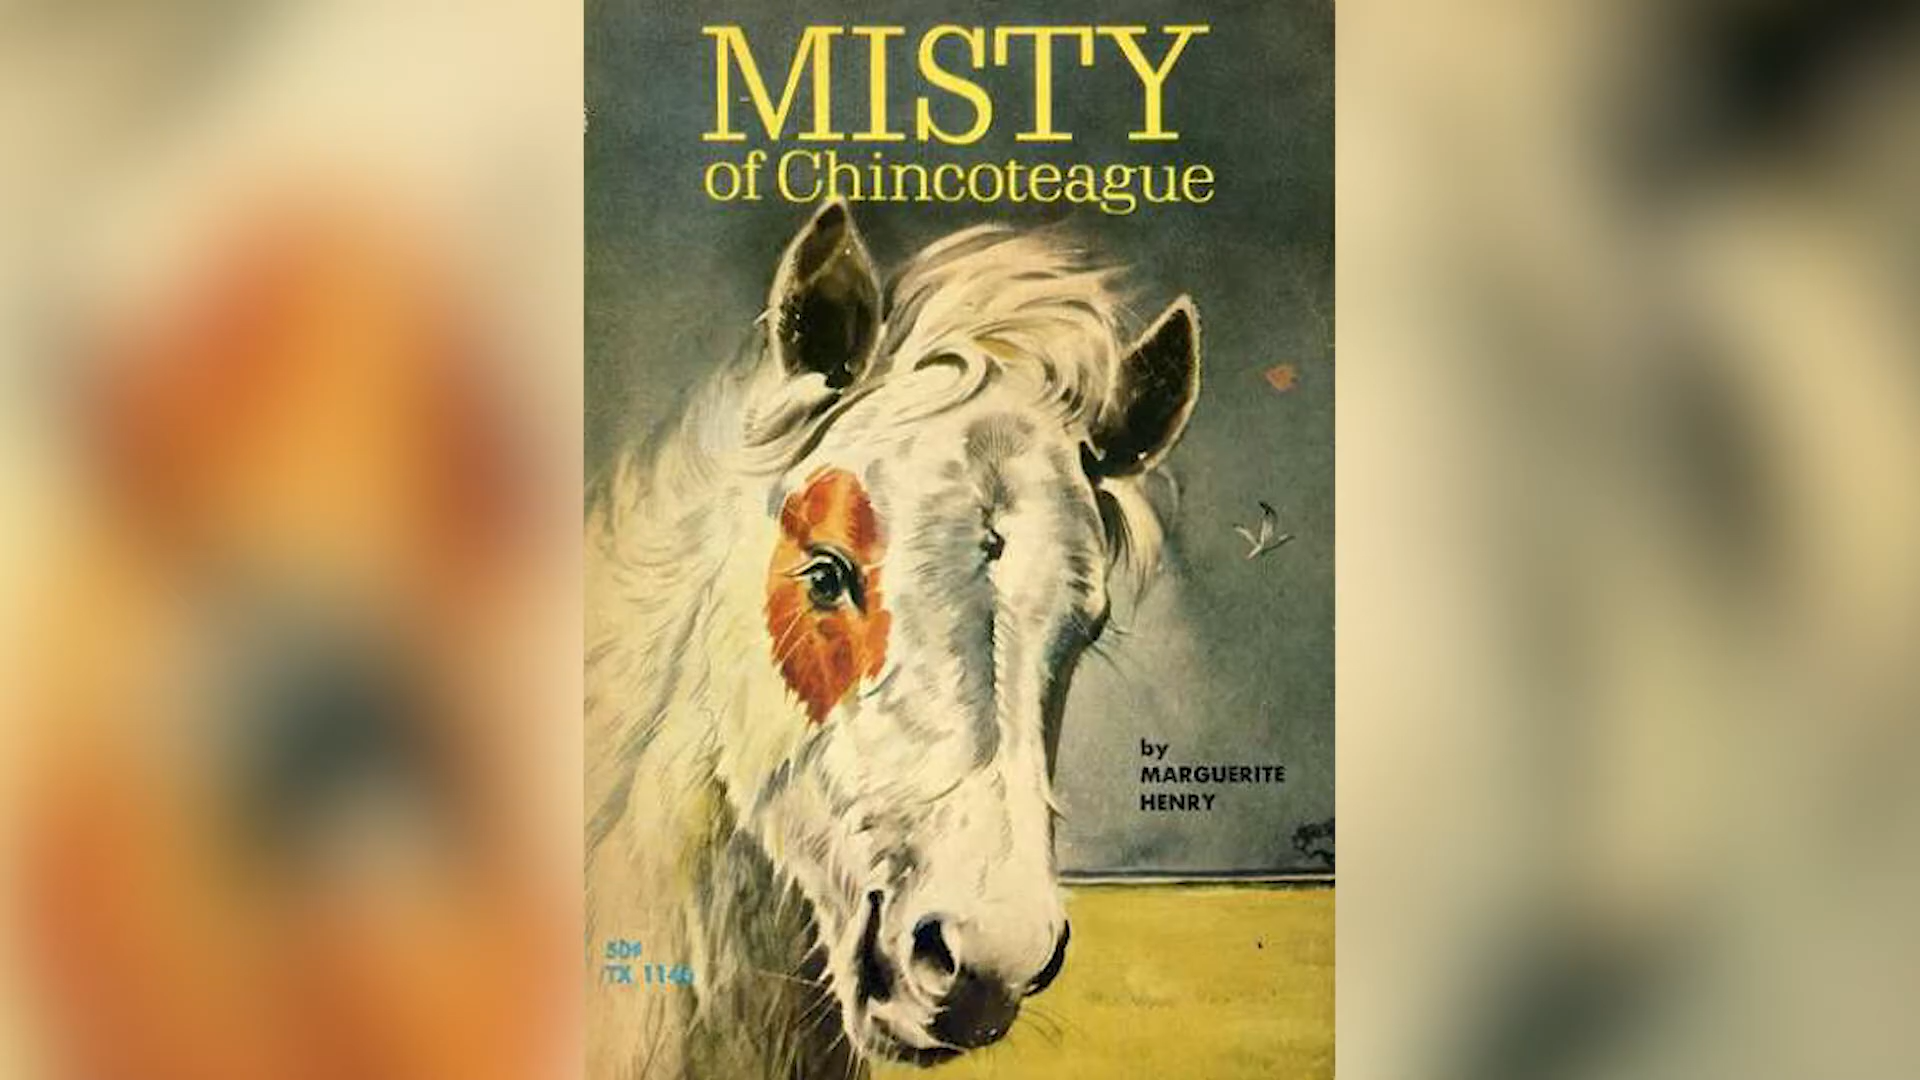 MISTY
of Chincoteague
by
MARGUERITE
HENRY
50¢
TX 1146